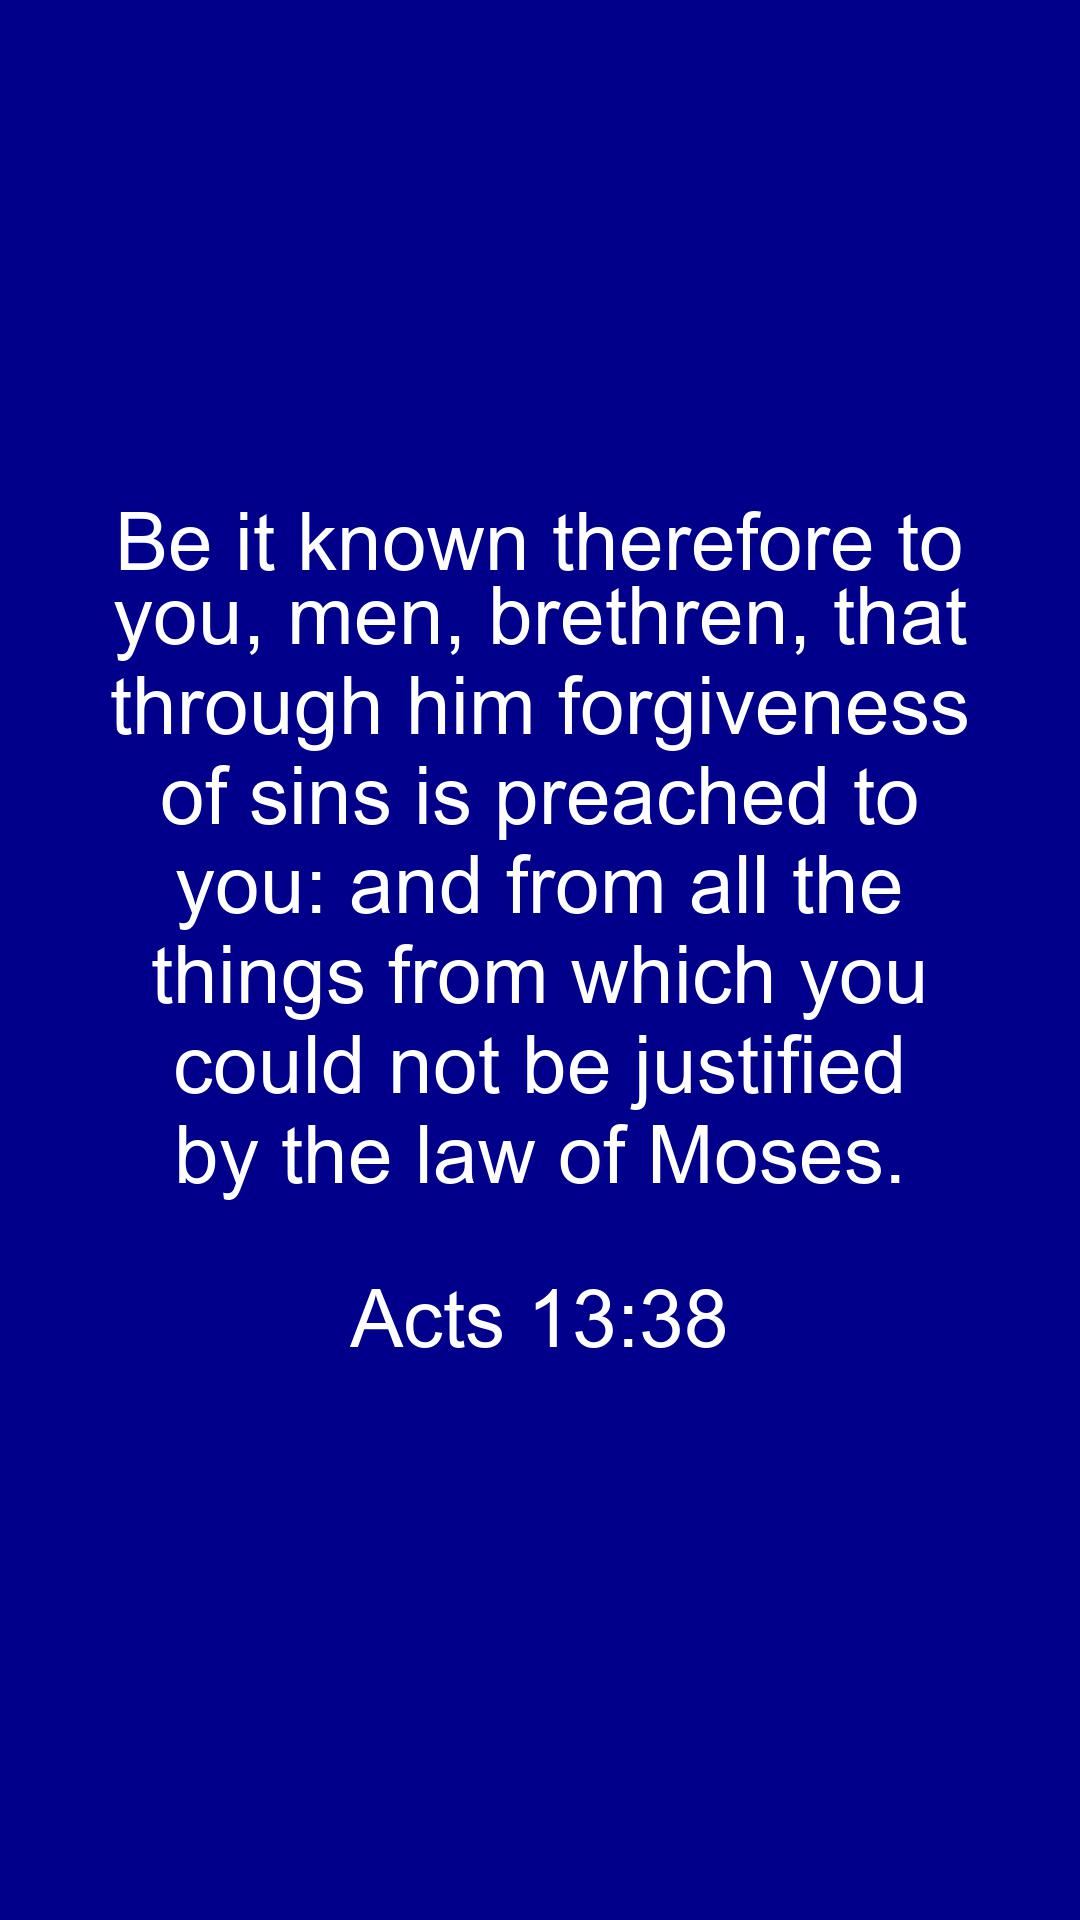 Be it known therefore to
you, men, brethren, that
through him forgiveness
of sins is preached to
you: and from all the
things from which you
could not be justified
by the law of Moses.
Acts 13:38